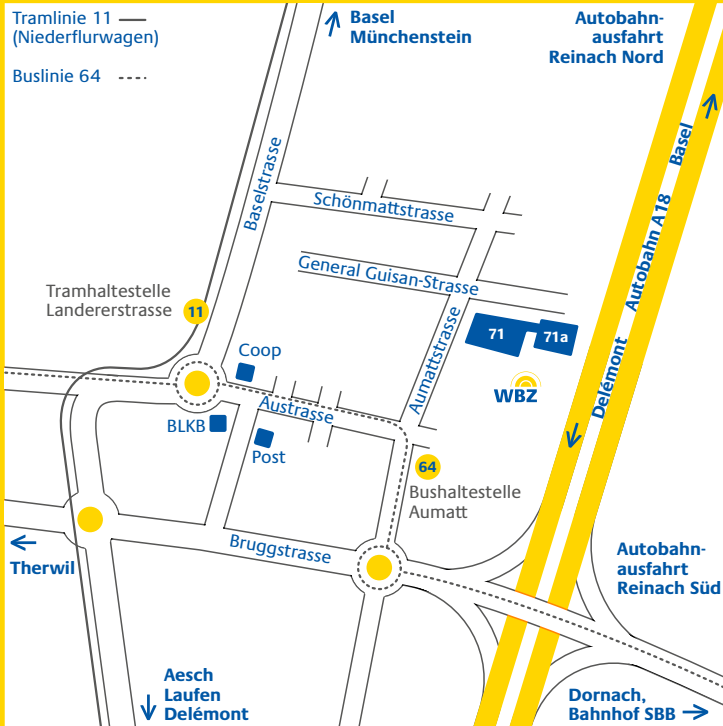 Tramlinie 11
(Niederflurwagen)
Buslinie 64
Basel
Münchenstein
Autobahn-
ausfahrt
Reinach Nord
Baselstrasse
Schönmattstrasse
General Guisan-Strasse
Aumattstrasse
Autobahn A18 Basel
Delémont
Tramhaltestelle
Landererstrasse
11
71
71a
WBZ
Coop
Austrasse
BLKB
Post
64
Bushaltestelle
Aumatt
Bruggstrasse
Therwil
Autobahn-
ausfahrt
Reinach Süd
Aesch
Laufen
Delémont
Dornach,
Bahnhof SBB